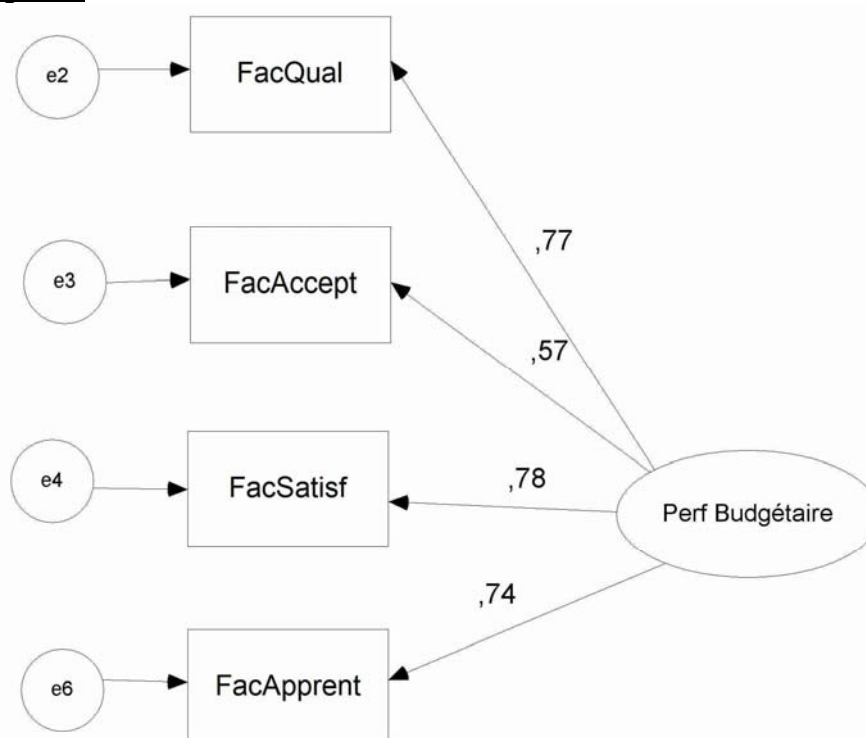 e2
FacQual
,77
e3
FacAccept
,57
e4
FacSatisf
,78
Perf Budgétaire
,74
e6
FacApprent